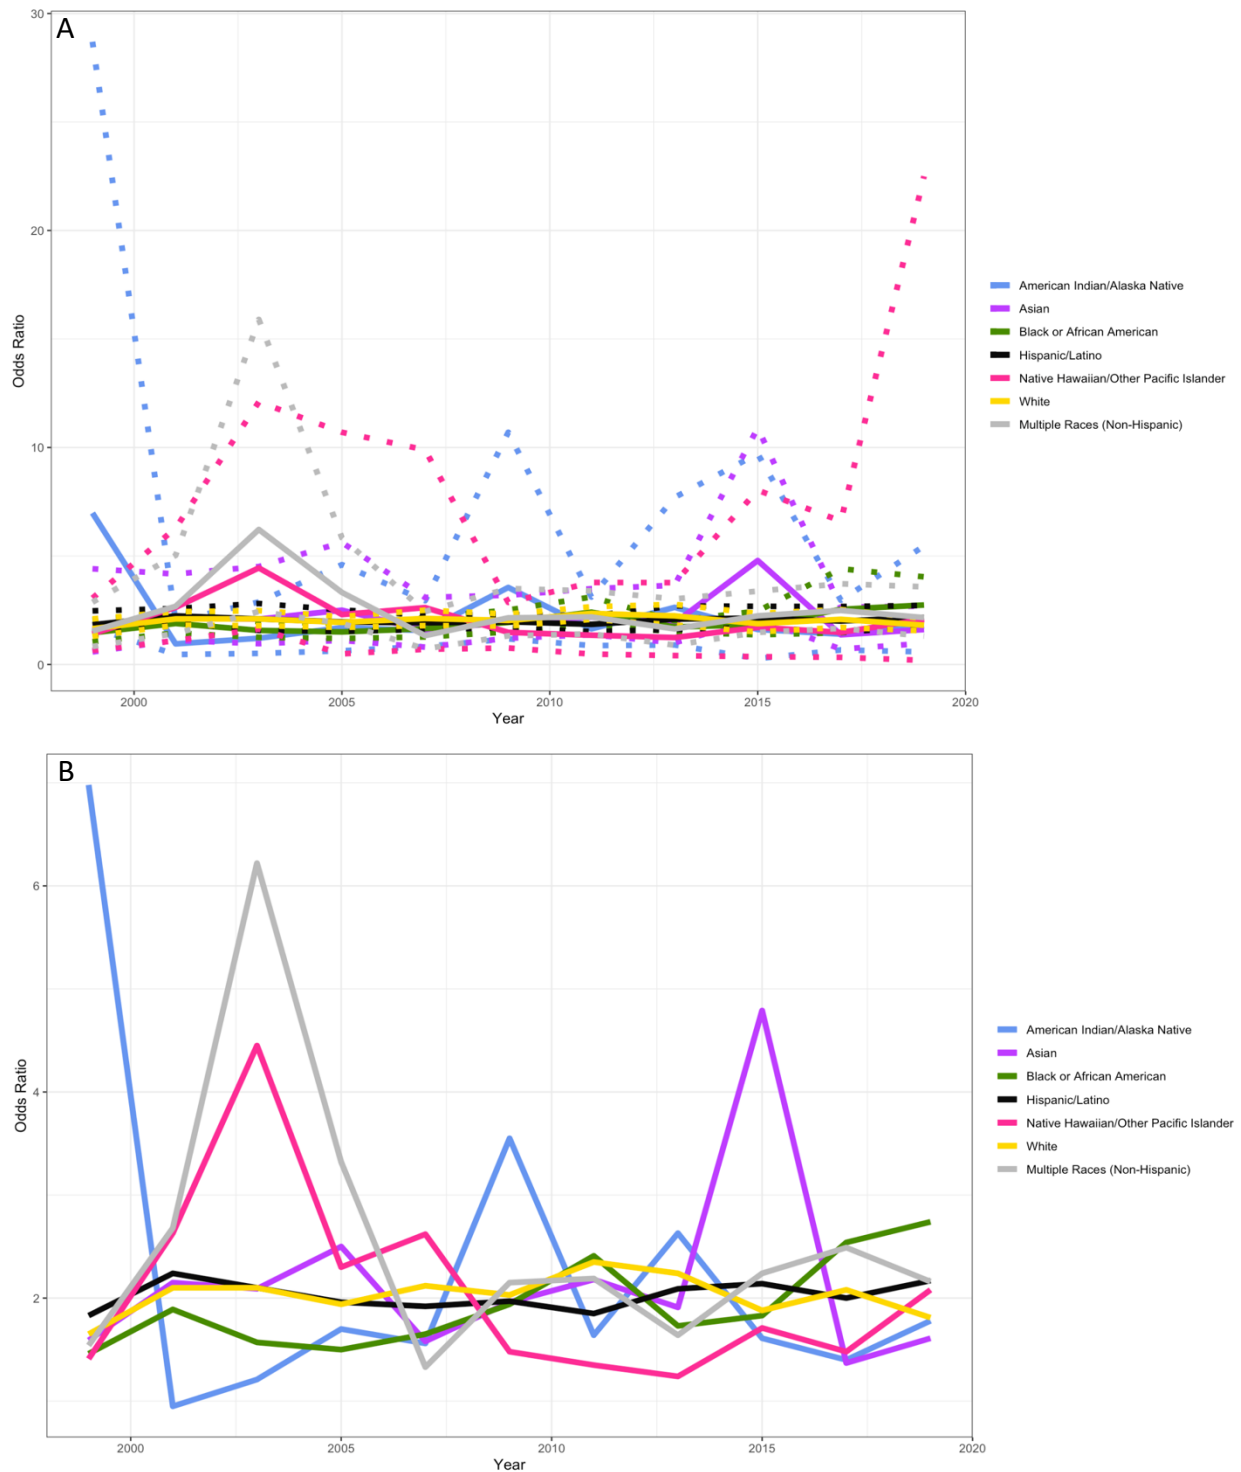 A
30
20
10
0
Odds Ratio
2000
2005
2010
2015
2020
Year
American Indian/Alaska Native
Asian
Black or African American
Hispanic/Latino
Native Hawaiian/Other Pacific Islander
White
Multiple Races (Non-Hispanic)
B
6
4
2
Odds Ratio
2000
2005
2010
2015
2020
Year
American Indian/Alaska Native
Asian
Black or African American
Hispanic/Latino
Native Hawaiian/Other Pacific Islander
White
Multiple Races (Non-Hispanic)